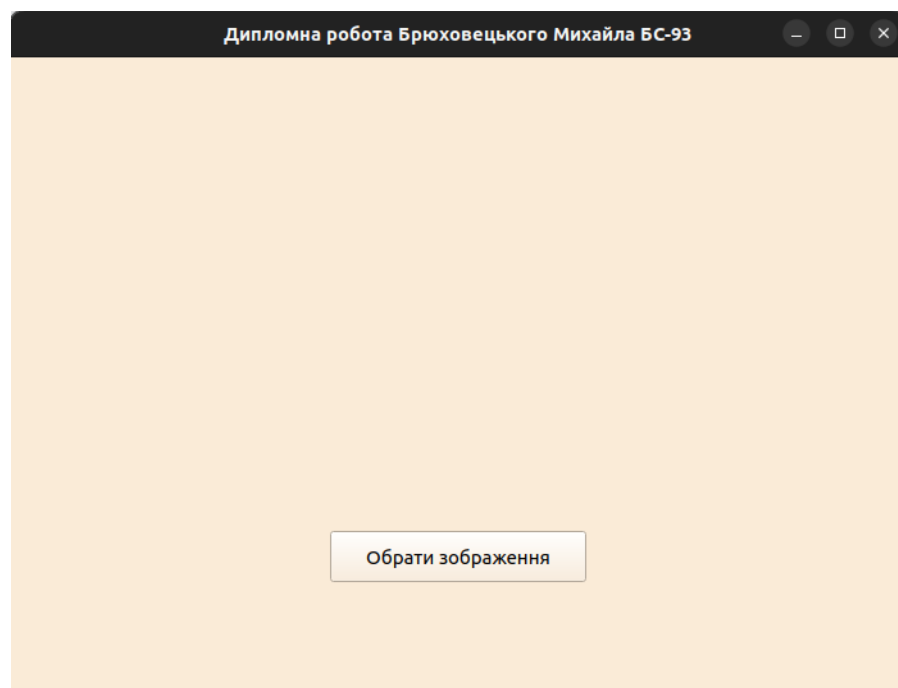 Дипломна робота Брюховецького Михайла БС-93
Обрати зображення